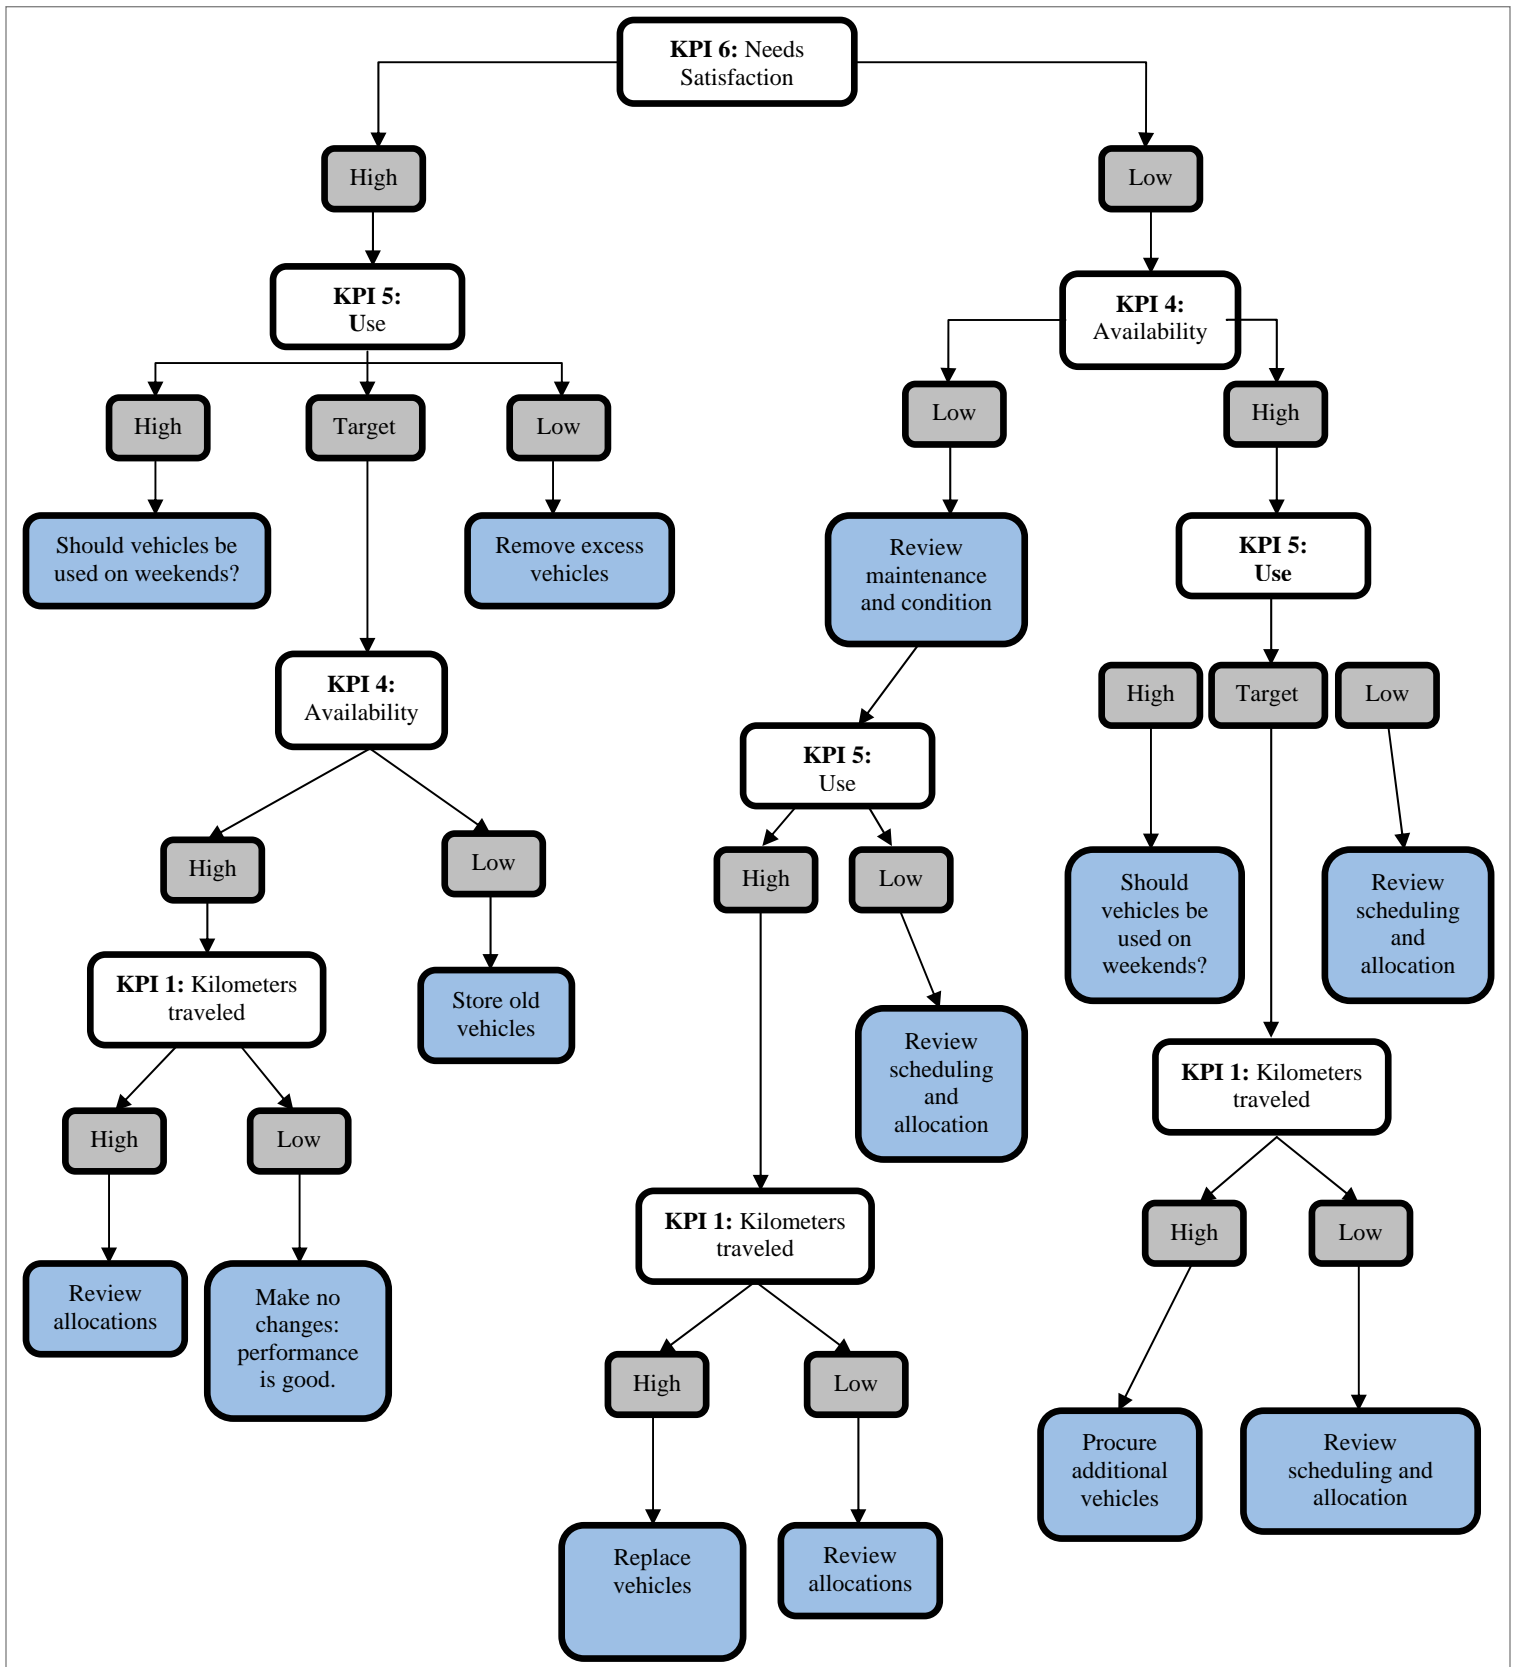 KPI 6: Needs
Satisfaction
High
Low
KPI 5:
Use
KPI 4:
Availability
High
Target
Low
Low
High
Should vehicles be
used on weekends?
Remove excess
vehicles
Review
maintenance
and condition
KPI 5:
Use
KPI 4:
Availability
High
Target
Low
KPI 5:
Use
High
Low
High
Low
Should
vehicles be
used on
weekends?
Review
scheduling
and
allocation
KPI 1: Kilometers
traveled
Store old
vehicles
Review
scheduling
and
allocation
KPI 1: Kilometers
traveled
High
Low
KPI 1: Kilometers
traveled
High
Low
Review
allocations
Make no
changes:
performance
is good.
High
Low
Procure
additional
vehicles
Review
scheduling and
allocation
Replace
vehicles
Review
allocations